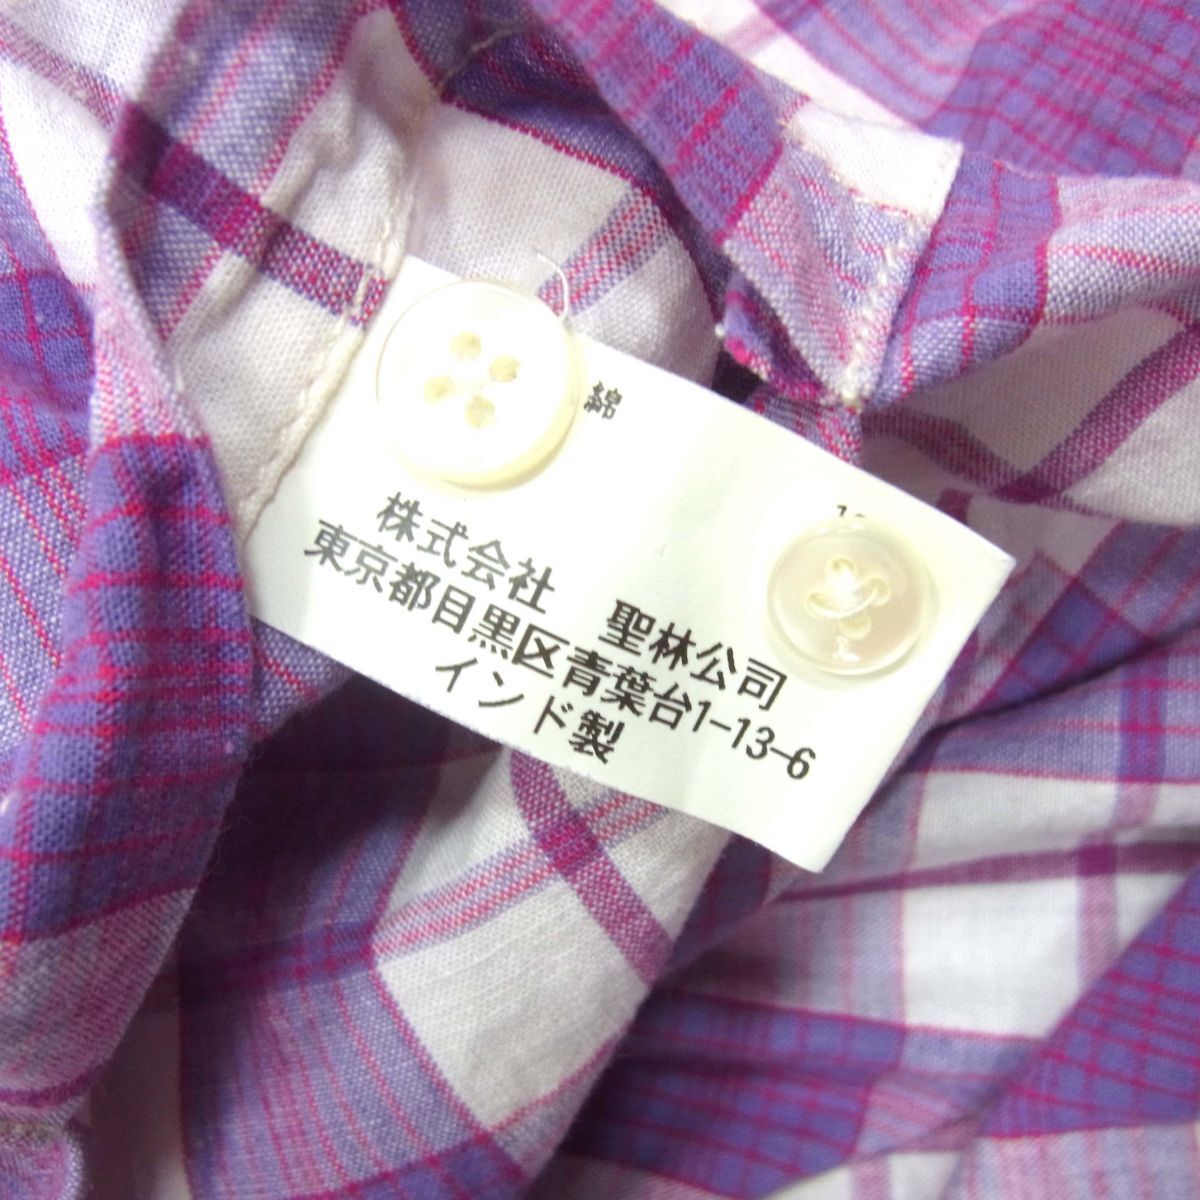 綿
株式会社 聖林公司
東京都目黒区青葉台1-13-6
インド製